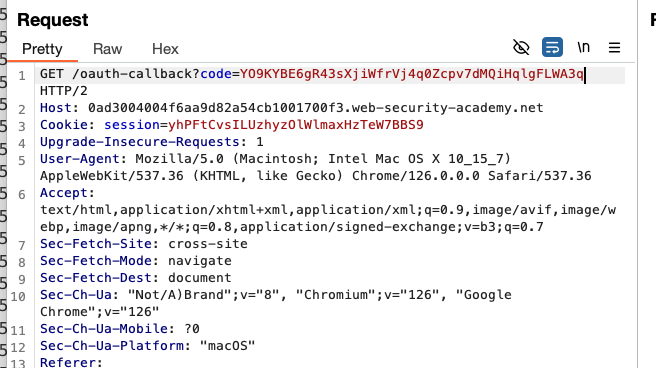 Request
Pretty Raw Hex
\n
1 GET /oauth-callback?code=YO9KYBE6gR43sXjiWfrVj4q0Zcpv7dMQiHqlgFLWA3q
HTTP/2
2 Host: 0ad3004004f6aa9d82a54cb1001700f3.web-security-academy.net
3 Cookie: session=yhPFtCvsILUzhyzOlWlmaxHzTeW7BBS9
4 Upgrade-Insecure-Requests: 1
5 User-Agent: Mozilla/5.0 (Macintosh; Intel Mac OS X 10_15_7)
AppleWebKit/537.36 (KHTML, like Gecko) Chrome/126.0.0.0 Safari/537.36
6 Accept:
text/html,application/xhtml+xml,application/xml;q=0.9,image/avif,image/w
ebp,image/apng,*/*;q=0.8,application/signed-exchange;v=b3;q=0.7
7 Sec-Fetch-Site: cross-site
8 Sec-Fetch-Mode: navigate
9 Sec-Fetch-Dest: document
10 Sec-Ch-Ua: "Not/A)Brand";v="8", "Chromium";v="126", "Google
Chrome";v="126"
11 Sec-Ch-Ua-Mobile: ?0
12 Sec-Ch-Ua-Platform: "macOS"
13 Referer: